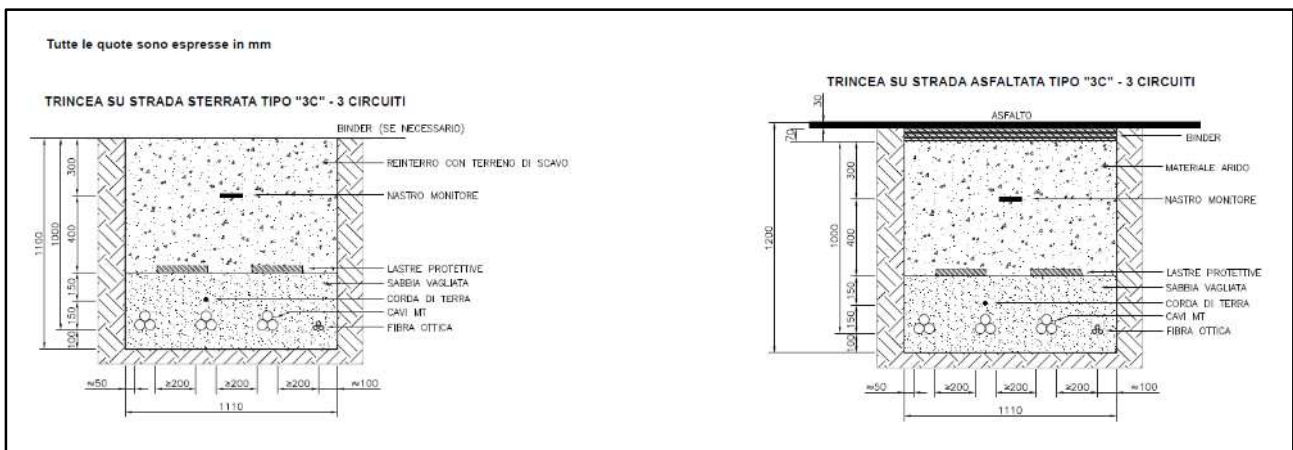 Tutte le quote sono espresse in mm
TRINCEA SU STRADA STERRATA TIPO "3C" - 3 CIRCUITI
BINDER (SE NECESSARIO)
REINTERRO CON TERRENO DI SCAVO
NASTRO MONITORE
LASTRE PROTETTIVE
SABBIA VAGLIATA
CORDA DI TERRA
CAVI MT
FIBRA OTTICA
1100
1000
300
400
150
150
100
≈50
≥200
≥200
≥200
≈100
1110
TRINCEA SU STRADA ASFALTATA TIPO "3C" - 3 CIRCUITI
30
ASFALTO
70
BINDER
MATERIALE ARIDO
NASTRO MONITORE
LASTRE PROTETTIVE
SABBIA VAGLIATA
CORDA DI TERRA
CAVI MT
FIBRA OTTICA
1200
1000
300
400
150
150
100
≈50
≥200
≥200
≥200
≈100
1110